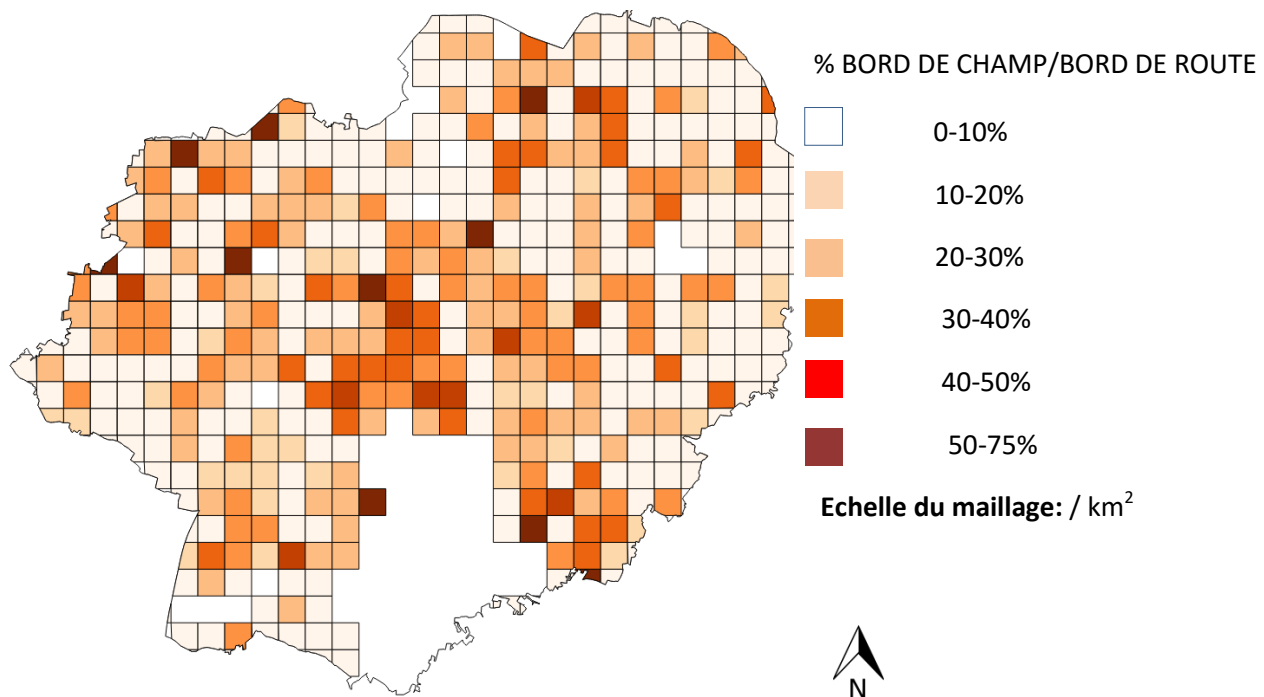 % BORD DE CHAMP/BORD DE ROUTE
0-10%
10-20%
20-30%
30-40%
40-50%
50-75%
Echelle du maillage: / km²
N